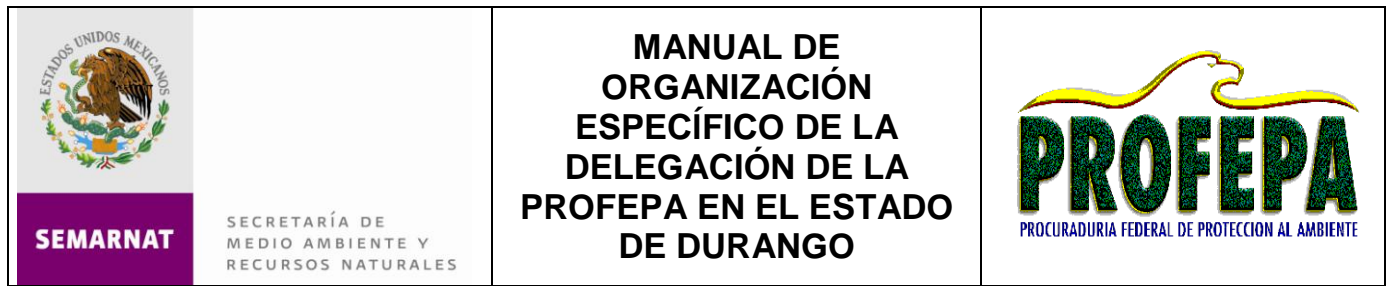 ESTADOS UNIDOS MEXICANOS
SEMARNAT
SECRETARÍA DE
MEDIO AMBIENTE Y
RECURSOS NATURALES
MANUAL DE
ORGANIZACIÓN
ESPECÍFICO DE LA
DELEGACIÓN DE LA
PROFEPA EN EL ESTADO
DE DURANGO
PROFEPA
PROCURADURIA FEDERAL DE PROTECCION AL AMBIENTE